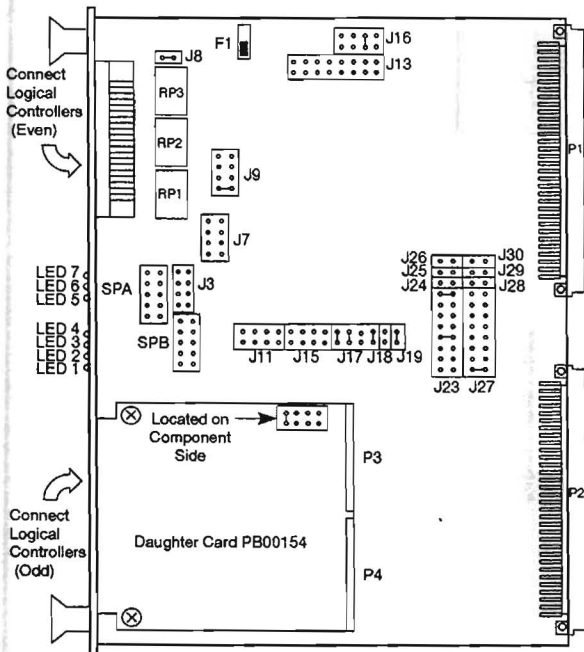 F1
J16
J8
J13
Connect
Logical
Controllers
(Even)
RP3
RP2
RP1
J9
P1
J7
LED 7
LED 6
LED 5
SPA
J3
J26
J30
J25
J29
J24
J28
LED 4
LED 3
LED 2
LED 1
SPB
J11
J15
J17
J18
J19
J23
J27
Located on
Component
Side
P3
P2
Connect
Logical
Controllers
(Odd)
Daughter Card PB00154
P4